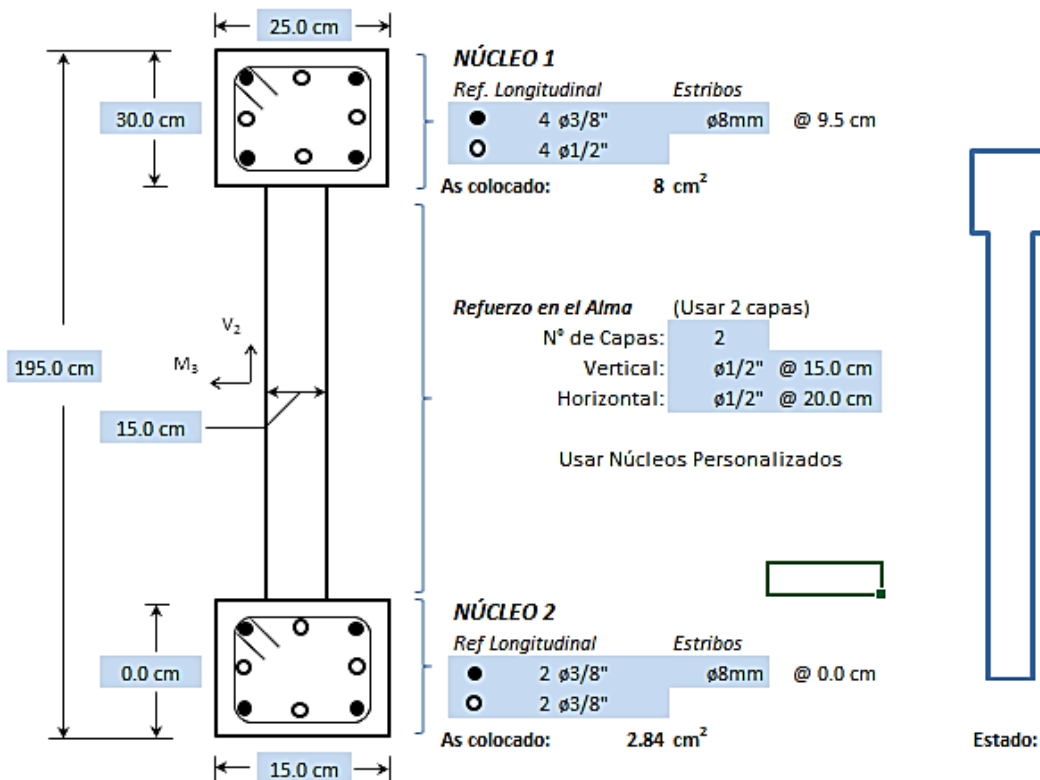 25.0 cm
NÚCLEO 1
Ref. Longitudinal Estribos
30.0 cm
4 ø3/8" ø8mm @ 9.5 cm
4 ø1/2"
As colocado: 8 cm²
Refuerzo en el Alma (Usar 2 capas)
V₂
N° de Capas: 2
195.0 cm
M₃
Vertical: ø1/2" @ 15.0 cm
Horizontal: ø1/2" @ 20.0 cm
15.0 cm
Usar Núcleos Personalizados
NÚCLEO 2
Ref Longitudinal Estribos
0.0 cm
2 ø3/8" ø8mm @ 0.0 cm
2 ø3/8"
As colocado: 2.84 cm²
Estado:
15.0 cm